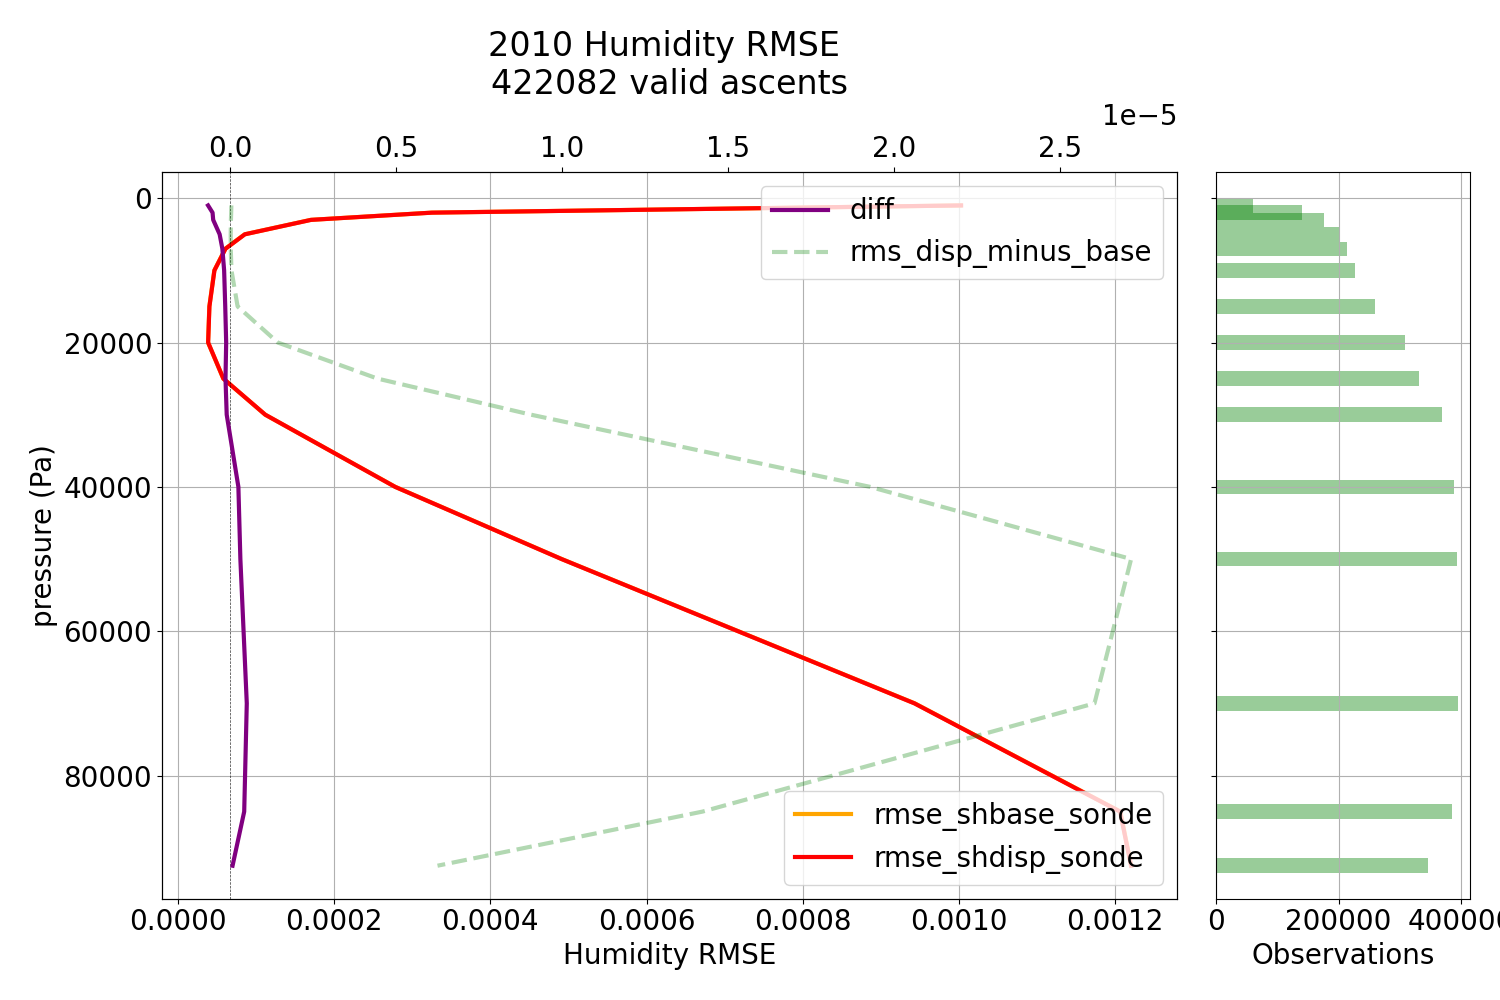 2010 Humidity RMSE
422082 valid ascents
1e−5
0.0 0.5 1.0 1.5 2.0 2.5
diff
rms_disp_minus_base
0
20000
40000
60000
80000
pressure (Pa)
rmse_shbase_sonde
rmse_shdisp_sonde
0.0000 0.0002 0.0004 0.0006 0.0008 0.0010 0.0012
Humidity RMSE
0 200000 400000
Observations